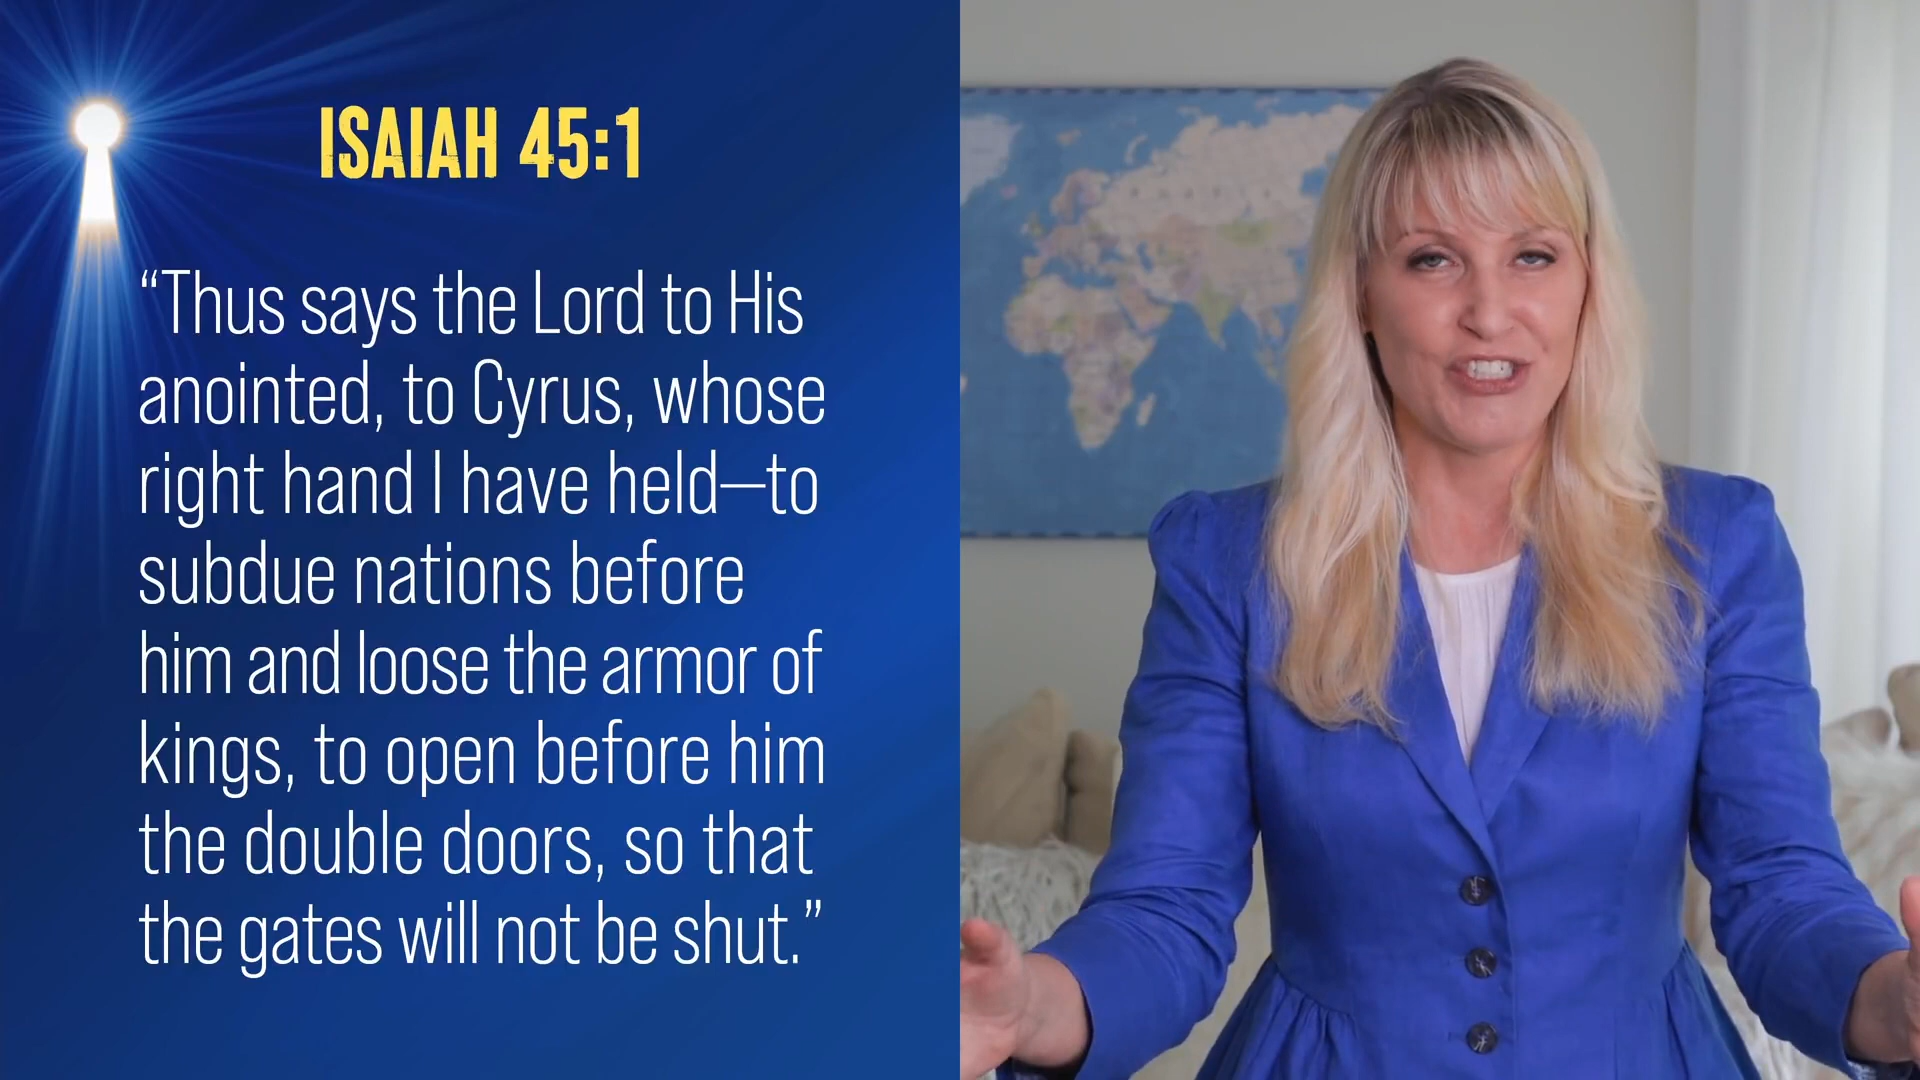 ISAIAH 45:1
“Thus says the Lord to His
anointed, to Cyrus, whose
right hand I have held—to
subdue nations before
him and loose the armor of
kings, to open before him
the double doors, so that
the gates will not be shut.”